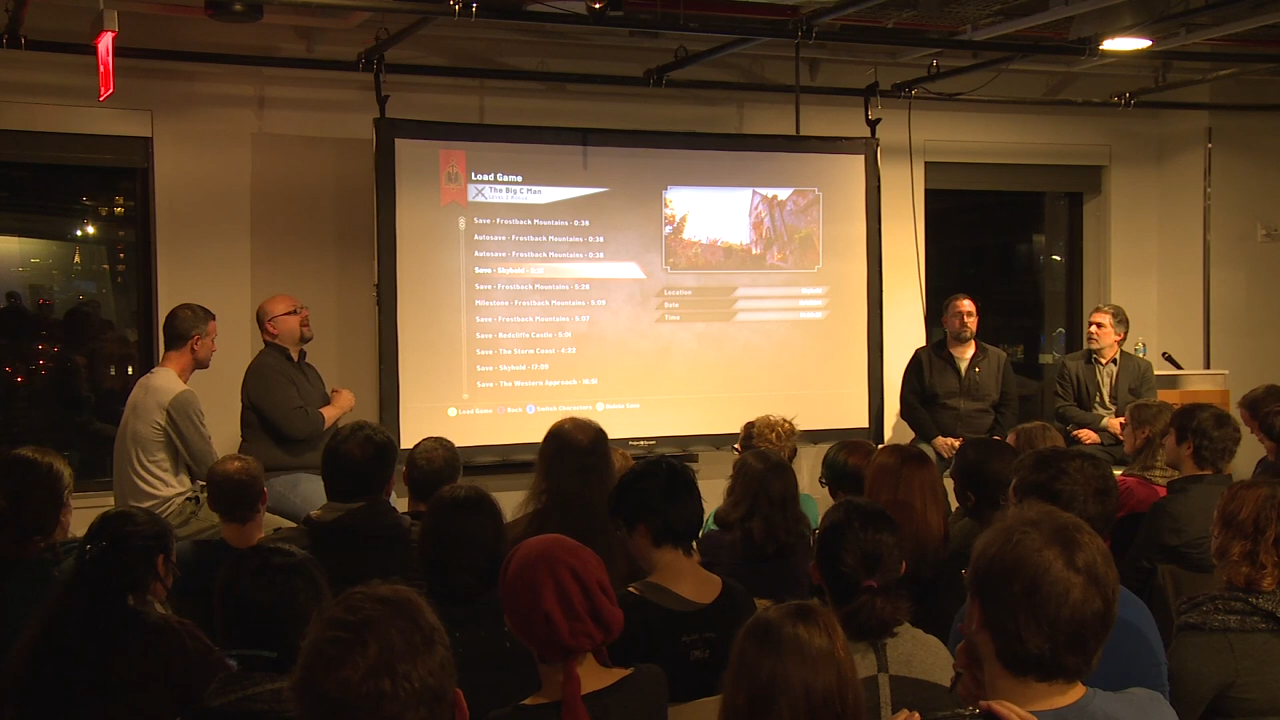 Load Game
The Big C Man
Save - Frostback Mountains - 0:38
Autosave - Frostback Mountains - 0:38
Autosave - Frostback Mountains - 0:38
Save - Skyhold -
Save - Frostback Mountains - 5:28
Milestone - Frostback Mountains - 5:09
Save - Frostback Mountains - 5:07
Save - Redcliffe Castle - 5:01
Save - The Storm Coast - 4:22
Save - Skyhold - 17:09
Save - The Western Approach - 16:51
Location
Date
Time
Load Game Back Switch Characters Delete Save